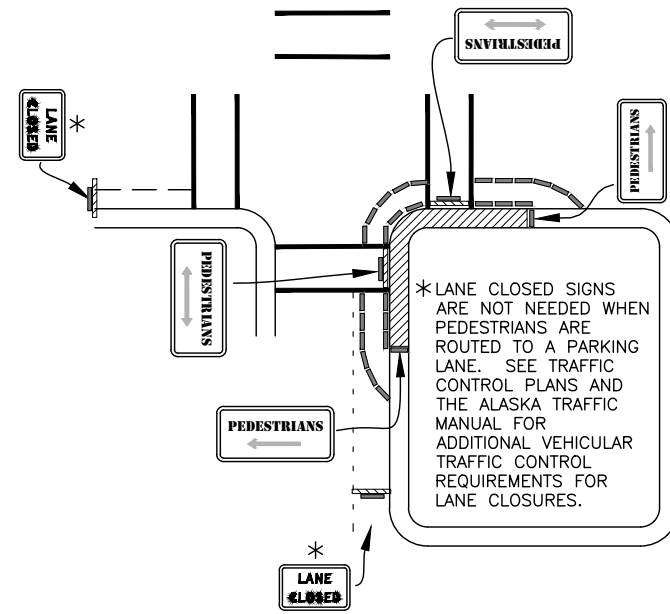 PEDESTRIANS
LANE
CLOSED
*
PEDESTRIANS
PEDESTRIANS
* LANE CLOSED SIGNS
ARE NOT NEEDED WHEN
PEDESTRIANS ARE
ROUTED TO A PARKING
LANE. SEE TRAFFIC
CONTROL PLANS AND
THE ALASKA TRAFFIC
MANUAL FOR
ADDITIONAL VEHICULAR
TRAFFIC CONTROL
REQUIREMENTS FOR
LANE CLOSURES.
PEDESTRIANS
*
LANE
CLOSED